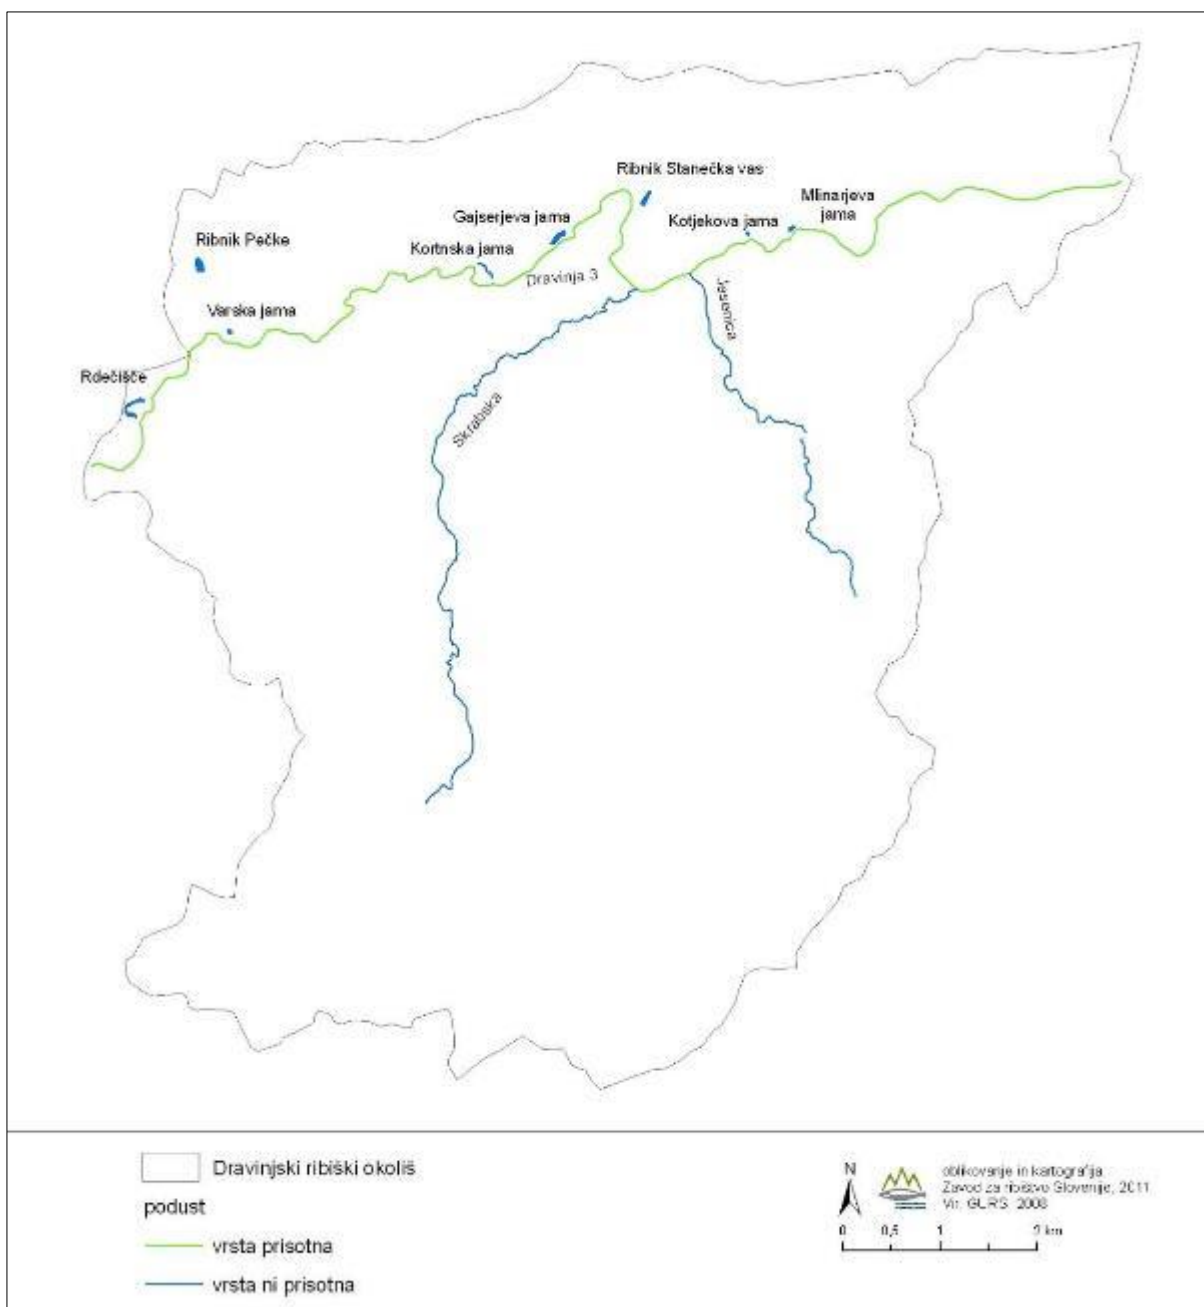 Ribnik Stanečka vas
Mlinarjeva
jama
Gajserjeva jama
Kotjekova jama
Ribnik Pečke
Kortnska jama
Dravinja 3
Jesenica
Varska jama
Rdečišče
Skrabska
Dravinjski ribiški okoliš
podust
vrsta prisotna
vrsta ni prisotna
N
oblikovanje in kartografija
Zavod za ribištvo Slovenije, 2011
Vir: GURS, 2008
0 0,5 1 2 km